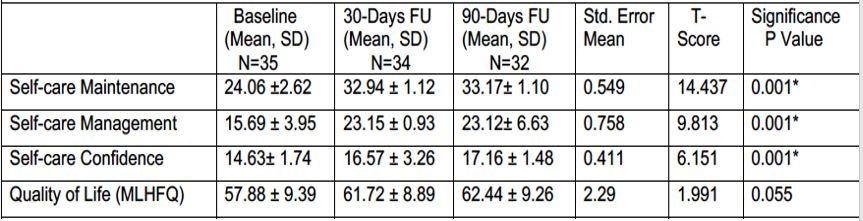 Baseline (Mean, SD) N=35 30-Days FU (Mean, SD) N=34 90-Days FU (Mean, SD) N=32 Std. Error Mean T-Score Significance P Value
Self-care Maintenance 24.06 ±2.62 32.94 ± 1.12 33.17± 1.10 0.549 14.437 0.001*
Self-care Management 15.69 ± 3.95 23.15 ± 0.93 23.12± 6.63 0.758 9.813 0.001*
Self-care Confidence 14.63± 1.74 16.57 ± 3.26 17.16 ± 1.48 0.411 6.151 0.001*
Quality of Life (MLHFQ) 57.88 ± 9.39 61.72 ± 8.89 62.44 ± 9.26 2.29 1.991 0.055